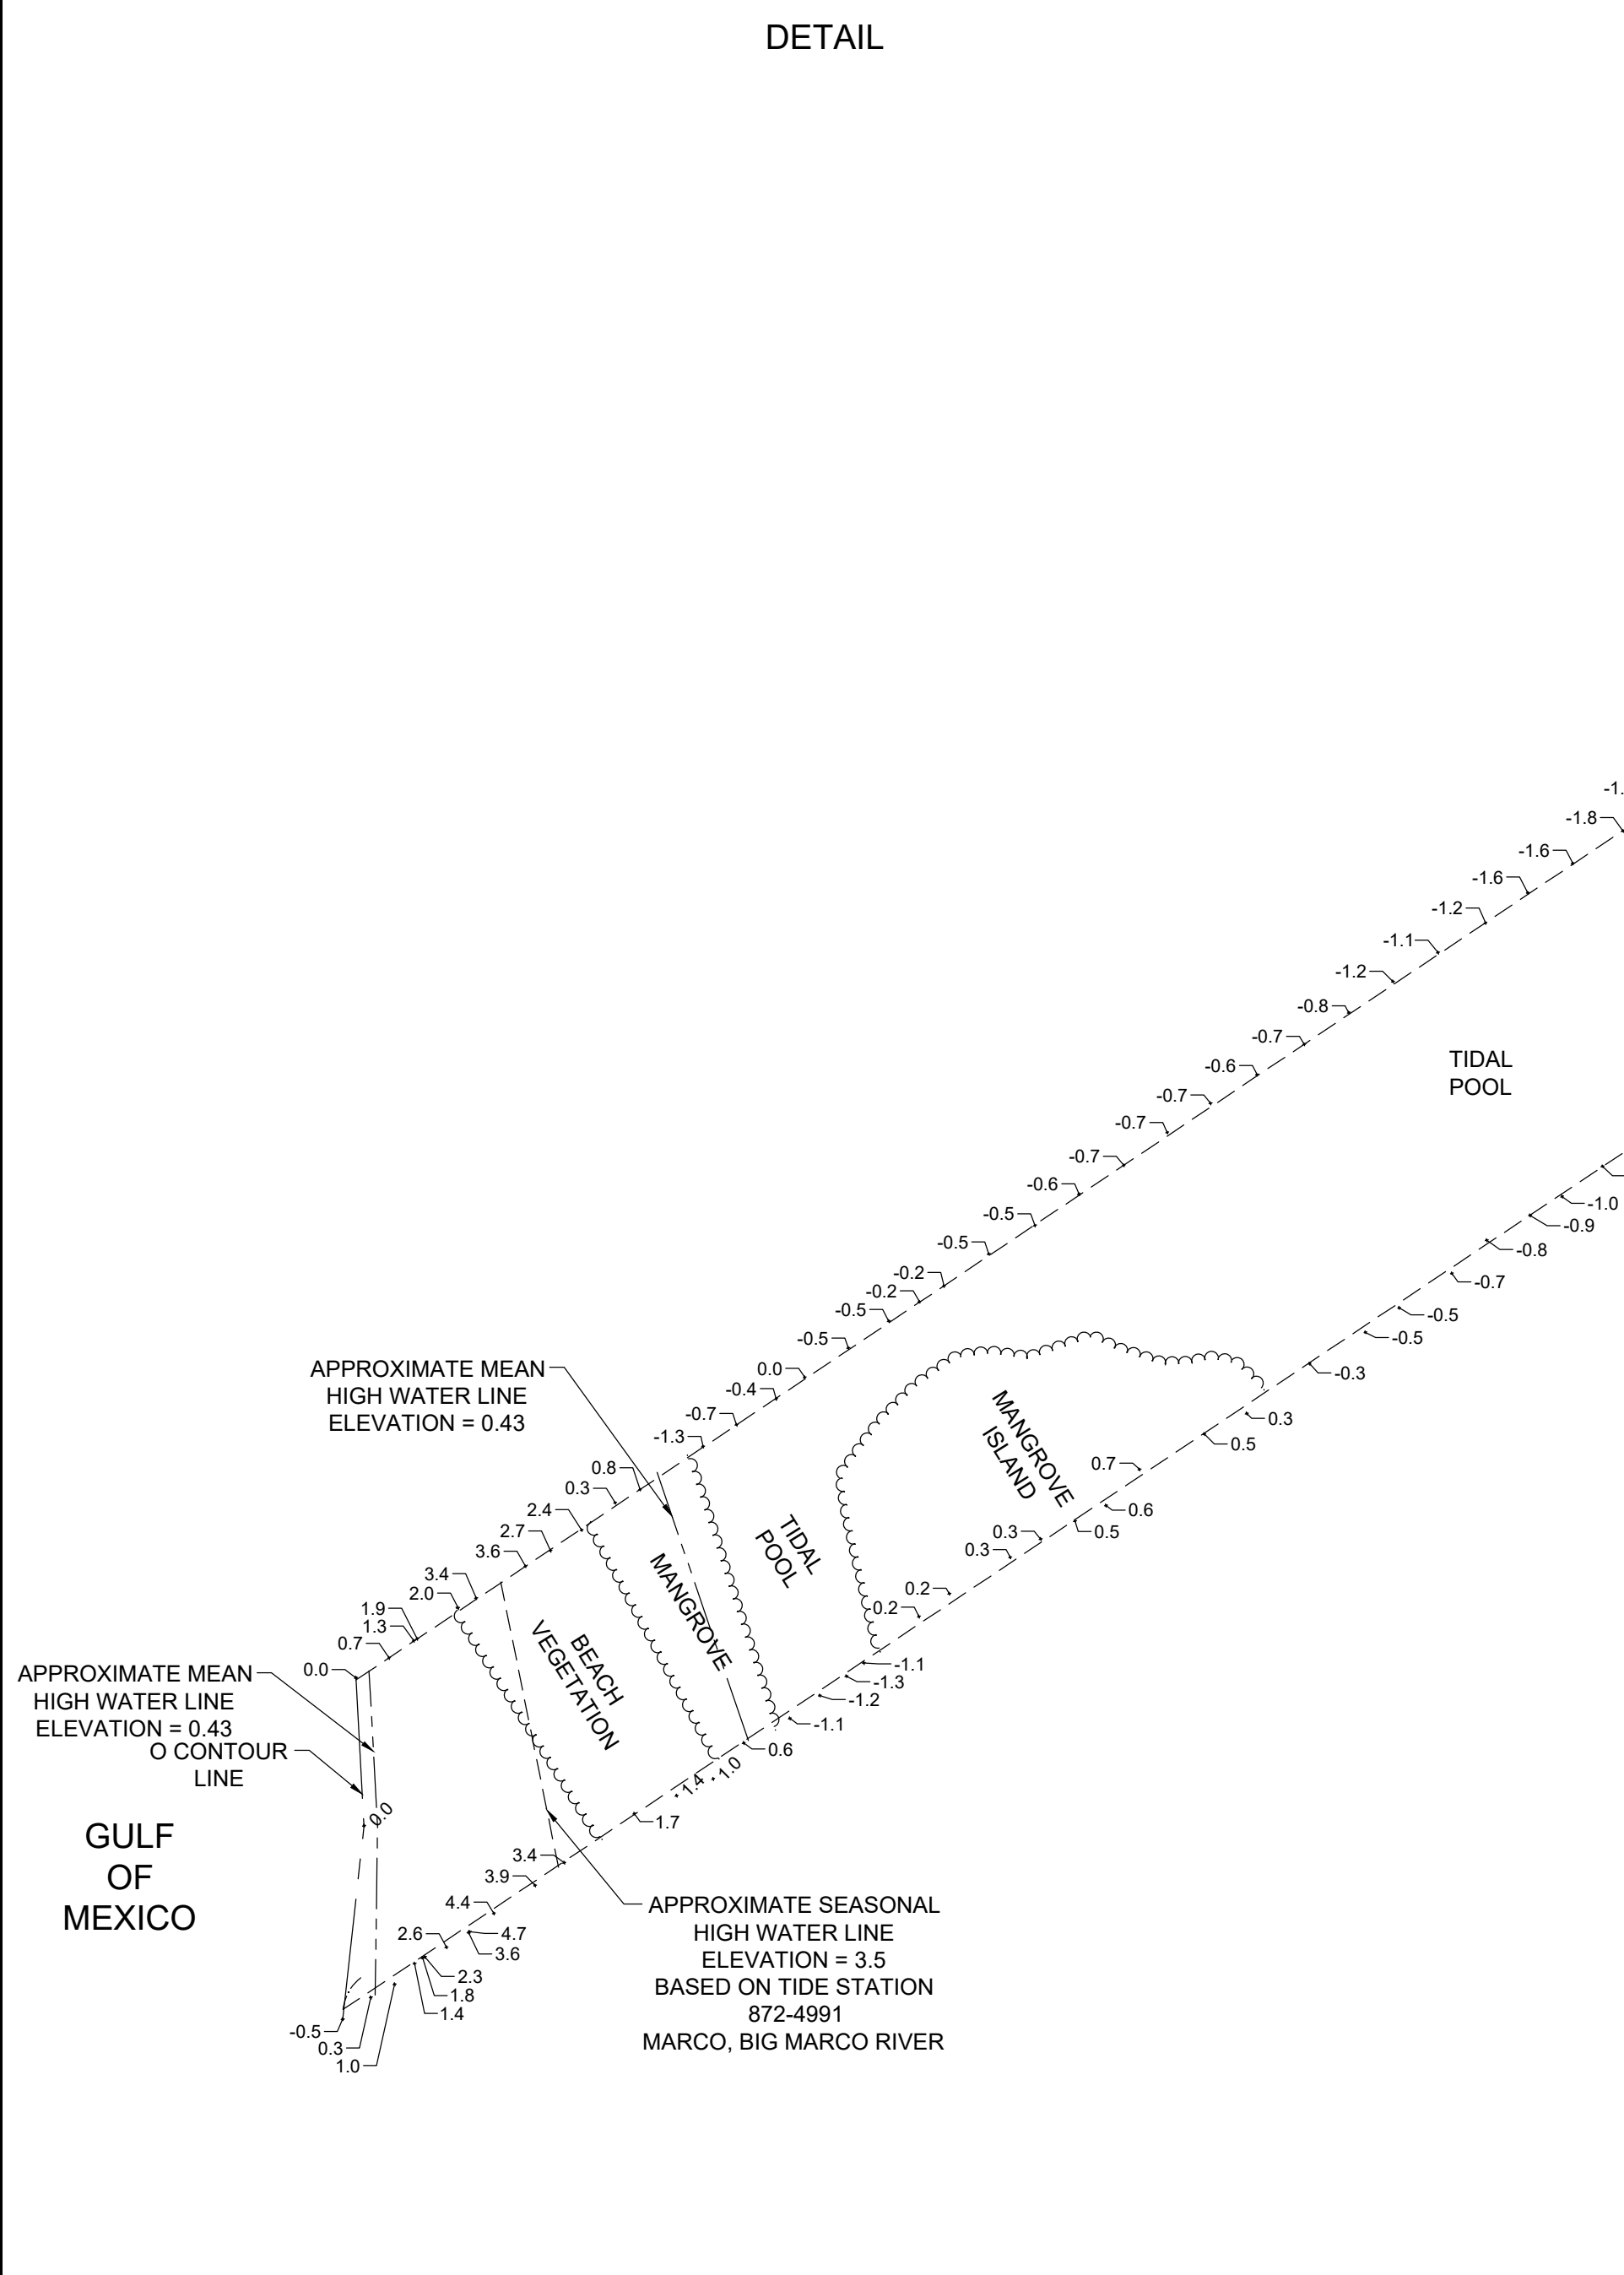 DETAIL
-1.
-1.8
-1.6
-1.6
-1.2
-1.1
-1.2
-0.8
-0.7
-0.6
-0.7
-0.7
-0.7
-0.6
-0.5
-0.5
-0.2
-0.2
-0.5
-0.5
0.0
-0.4
-0.7
-1.3
0.8
0.3
2.4
2.7
3.6
3.4
2.0
1.9
1.3
0.7
0.0
TIDAL
POOL
-1.0
-0.9
-0.8
-0.7
-0.5
-0.5
-0.3
0.3
0.5
0.7
0.6
0.5
0.3
0.3
0.2
0.2
-1.1
-1.3
-1.2
-1.1
0.6
1.0
1.4
1.7
3.4
3.9
4.4
4.7
3.6
2.6
2.3
1.8
1.4
-0.5
0.3
1.0
APPROXIMATE MEAN
HIGH WATER LINE
ELEVATION = 0.43
MANGROVE
ISLAND
TIDAL
POOL
MANGROVE
BEACH
VEGETATION
APPROXIMATE MEAN
HIGH WATER LINE
ELEVATION = 0.43
O CONTOUR
LINE
0.0
GULF
OF
MEXICO
APPROXIMATE SEASONAL
HIGH WATER LINE
ELEVATION = 3.5
BASED ON TIDE STATION
872-4991
MARCO, BIG MARCO RIVER